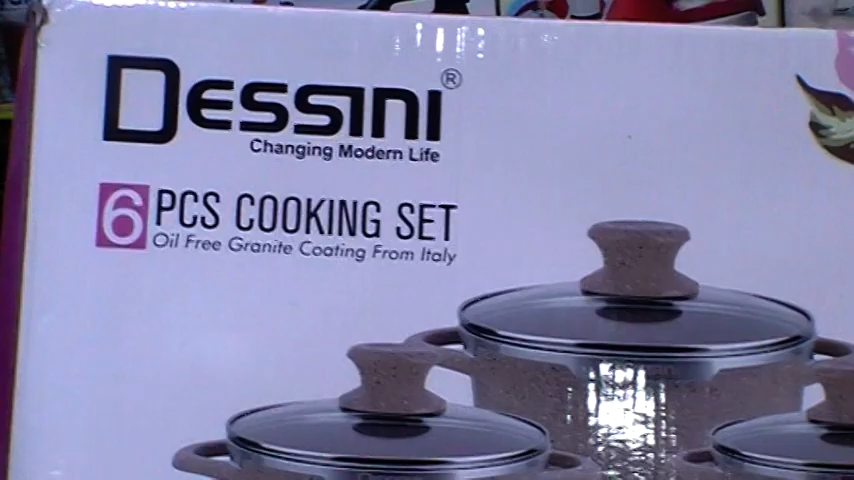 DESSINI®
Changing Modern Life
6 PCS COOKING SET
Oil Free Granite Coating From Italy